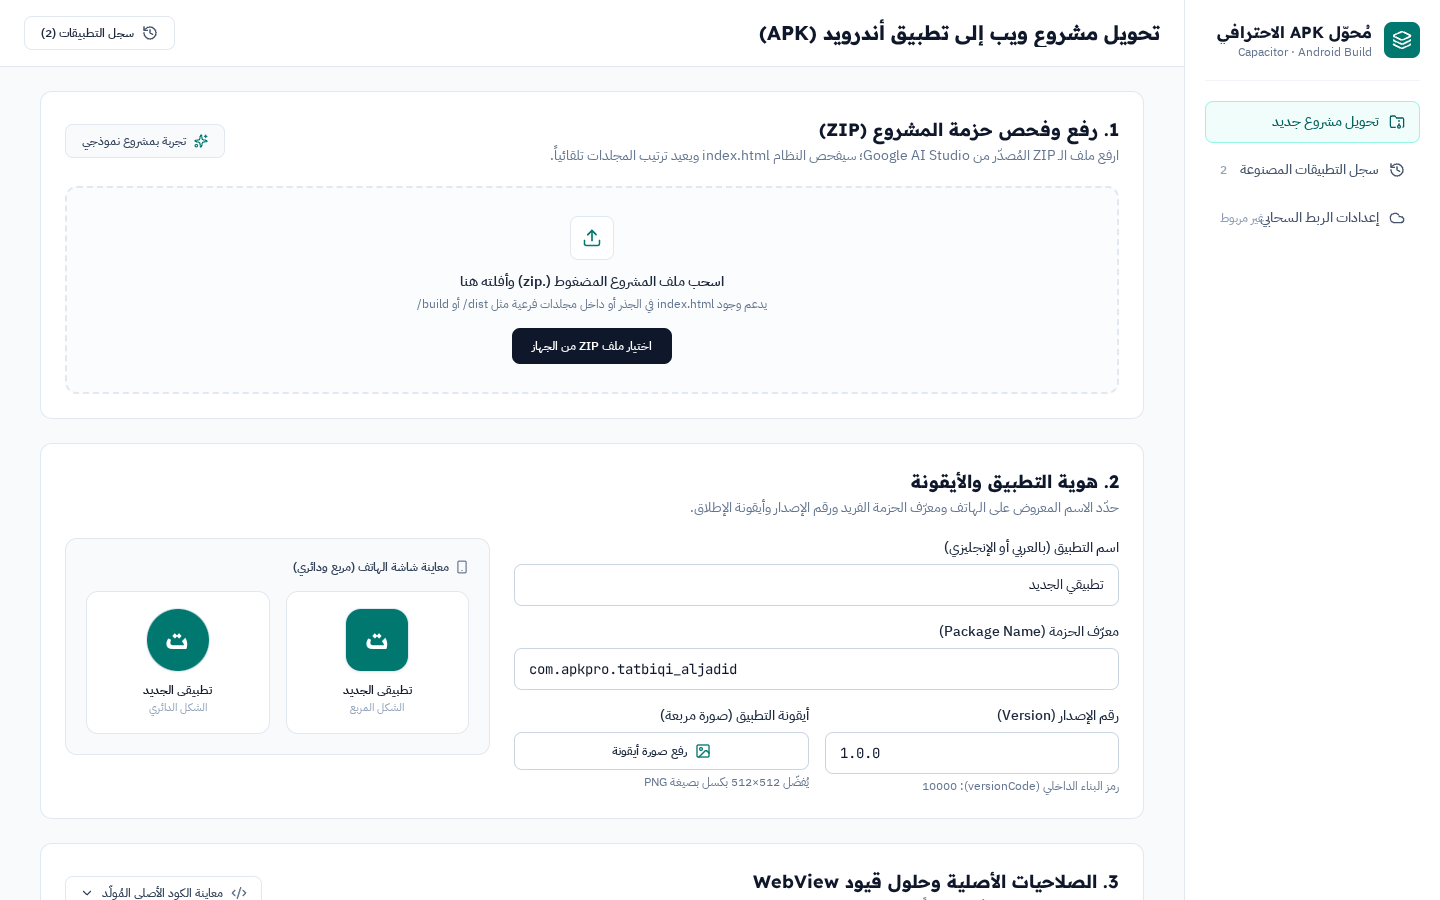 مُحوّل APK الاحترافي
Capacitor · Android Build
تحويل مشروع جديد
سجل التطبيقات المصنوعة 2
إعدادات الربط السحابي غير مربوط
تحويل مشروع ويب إلى تطبيق أندرويد (APK)
سجل التطبيقات (2)
1. رفع وفحص حزمة المشروع (ZIP)
ارفع ملف الـ ZIP المُصدّر من Google AI Studio؛ سيفحص النظام index.html ويعيد ترتيب المجلدات تلقائياً.
تجربة بمشروع نموذجي
اسحب ملف المشروع المضغوط (.zip) وأفلته هنا
يدعم وجود index.html في الجذر أو داخل مجلدات فرعية مثل dist/ أو build/
اختيار ملف ZIP من الجهاز
2. هوية التطبيق والأيقونة
حدّد الاسم المعروض على الهاتف ومعرّف الحزمة الفريد ورقم الإصدار وأيقونة الإطلاق.
اسم التطبيق (بالعربي أو الإنجليزي)
تطبيقي الجديد
معرّف الحزمة (Package Name)
com.apkpro.tatbiqi_aljadid
رقم الإصدار (Version)
1.0.0
رمز البناء الداخلي (versionCode): 10000
أيقونة التطبيق (صورة مربعة)
رفع صورة أيقونة
يُفضّل 512×512 بكسل بصيغة PNG
معاينة شاشة الهاتف (مربع ودائري)
ت
تطبيقي الجديد
الشكل المربع
ت
تطبيقي الجديد
الشكل الدائري
3. الصلاحيات الأصلية وحلول قيود WebView
معاينة الكود الأصلي المُولّد